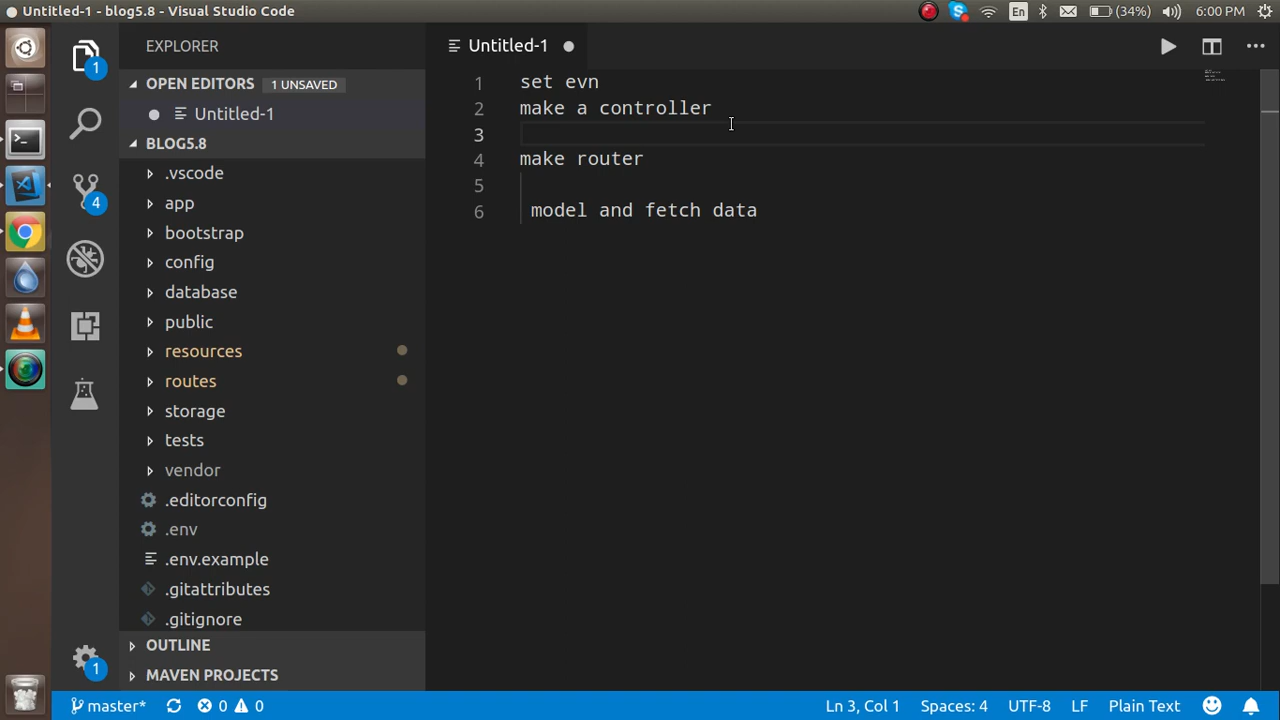 Untitled-1 - blog5.8 - Visual Studio Code
En
(34%)
6:00 PM
EXPLORER
OPEN EDITORS 1 UNSAVED
Untitled-1
BLOG5.8
.vscode
app
bootstrap
config
database
public
resources
routes
storage
tests
vendor
.editorconfig
.env
.env.example
.gitattributes
.gitignore
OUTLINE
MAVEN PROJECTS
1
4
1
Untitled-1
1 set evn
2 make a controller
3
4 make router
5
6 model and fetch data
master*
0
0
Ln 3, Col 1
Spaces: 4
UTF-8
LF
Plain Text